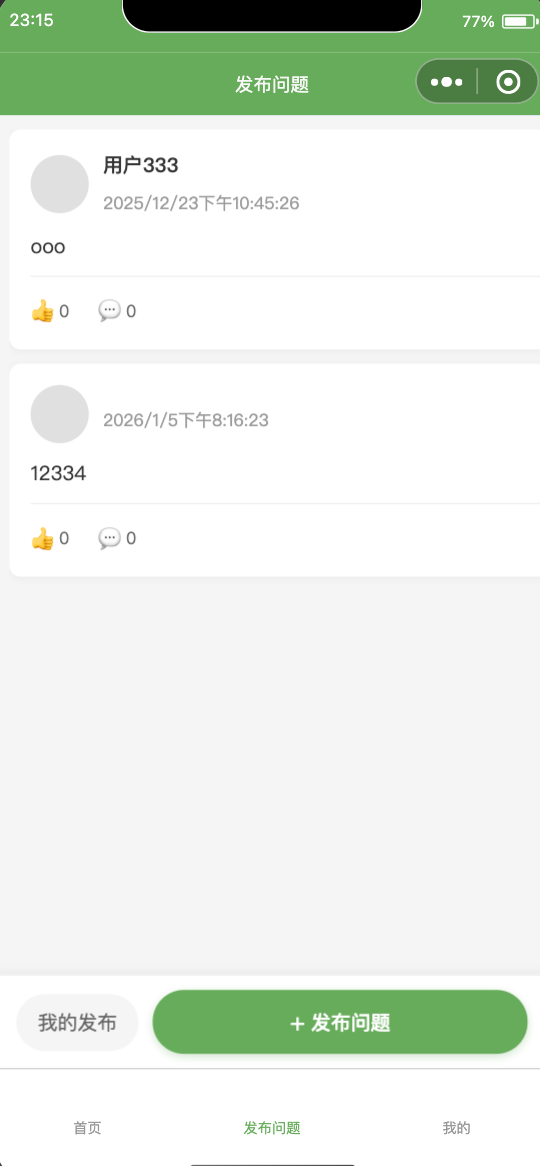 23:15
77%
发布问题
用户333
2025/12/23下午10:45:26
ooo
👍 0 💬 0
2026/1/5下午8:16:23
12334
👍 0 💬 0
我的发布
+ 发布问题
首页
发布问题
我的